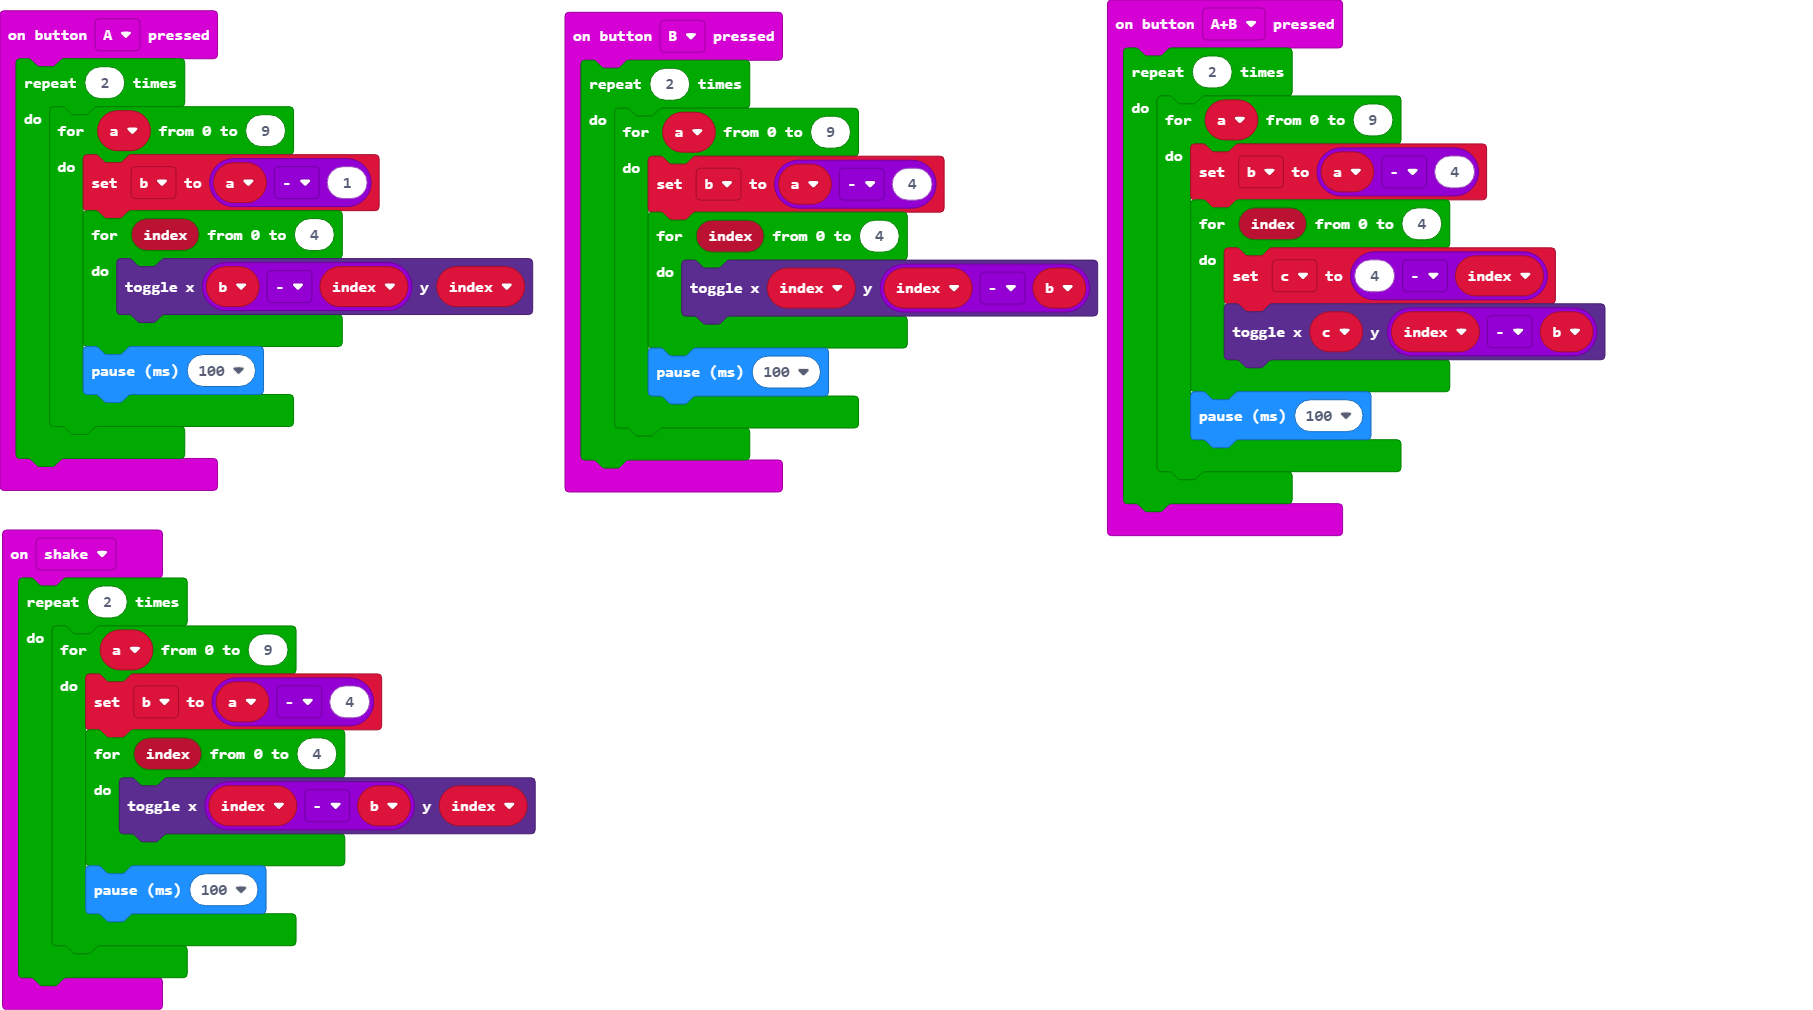 on button A pressed
repeat 2 times
do
for a from 0 to 9
do
set b to a - 1
for index from 0 to 4
do
toggle x b - index y index
pause (ms) 100
on button B pressed
repeat 2 times
do
for a from 0 to 9
do
set b to a - 4
for index from 0 to 4
do
toggle x index y index - b
pause (ms) 100
on button A+B pressed
repeat 2 times
do
for a from 0 to 9
do
set b to a - 4
for index from 0 to 4
do
set c to 4 - index
toggle x c y index - b
pause (ms) 100
on shake
repeat 2 times
do
for a from 0 to 9
do
set b to a - 4
for index from 0 to 4
do
toggle x index - b y index
pause (ms) 100